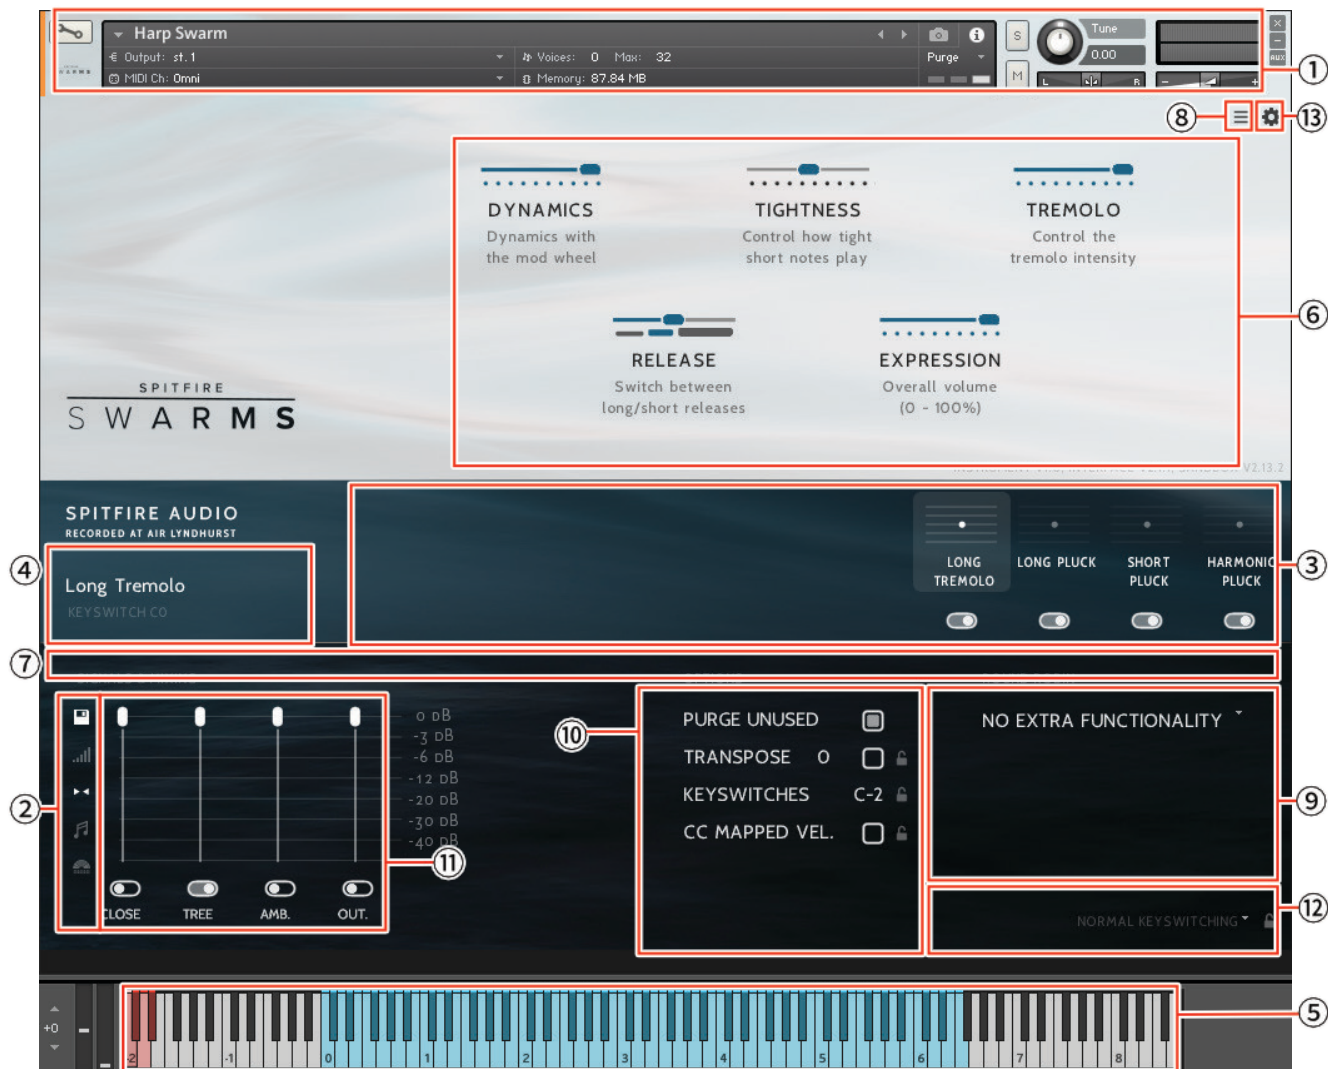 Harp Swarm
Output: st. 1
Voices: 0 Max: 32
Purge
MIDI Ch: Omni
Memory: 87.84 MB
S
M
Tune
0.00
L R
- +
×
-
AUX
1
8
13
DYNAMICS
Dynamics with
the mod wheel
TIGHTNESS
Control how tight
short notes play
TREMOLO
Control the
tremolo intensity
6
RELEASE
Switch between
long/short releases
EXPRESSION
Overall volume
(0 - 100%)
SPITFIRE
SWARMS
V2.13.2
SPITFIRE AUDIO
RECORDED AT AIR LYNDHURST
4
Long Tremolo
KEYSWITCH C0
LONG
TREMOLO
LONG PLUCK
SHORT
PLUCK
HARMONIC
PLUCK
3
7
2
0 DB
-3 DB
-6 DB
-12 DB
-20 DB
-30 DB
-40 DB
11
CLOSE
TREE
AMB.
OUT.
10
PURGE UNUSED
TRANSPOSE 0
KEYSWITCHES C-2
CC MAPPED VEL.
NO EXTRA FUNCTIONALITY
9
NORMAL KEYSWITCHING
12
+0
-2 -1 0 1 2 3 4 5 6 7 8
5